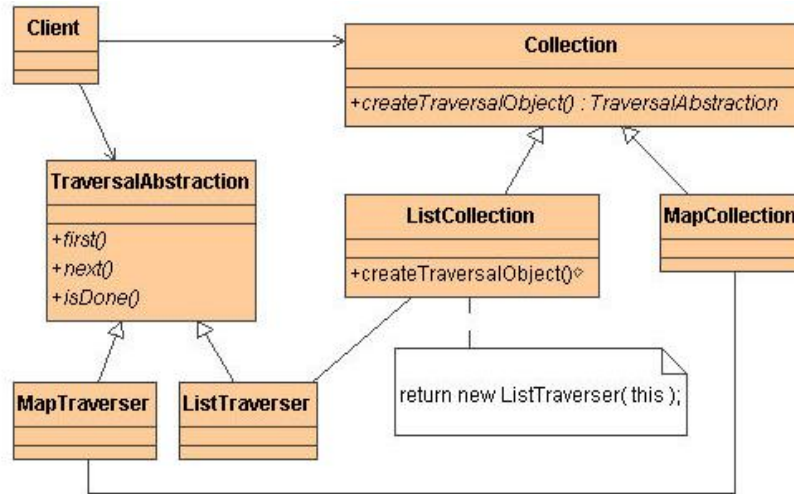 Client
Collection
+createTraversalObject() : TraversalAbstraction
TraversalAbstraction
+first()
+next()
+isDone()
ListCollection
+createTraversalObject()
MapCollection
return new ListTraverser( this );
MapTraverser
ListTraverser